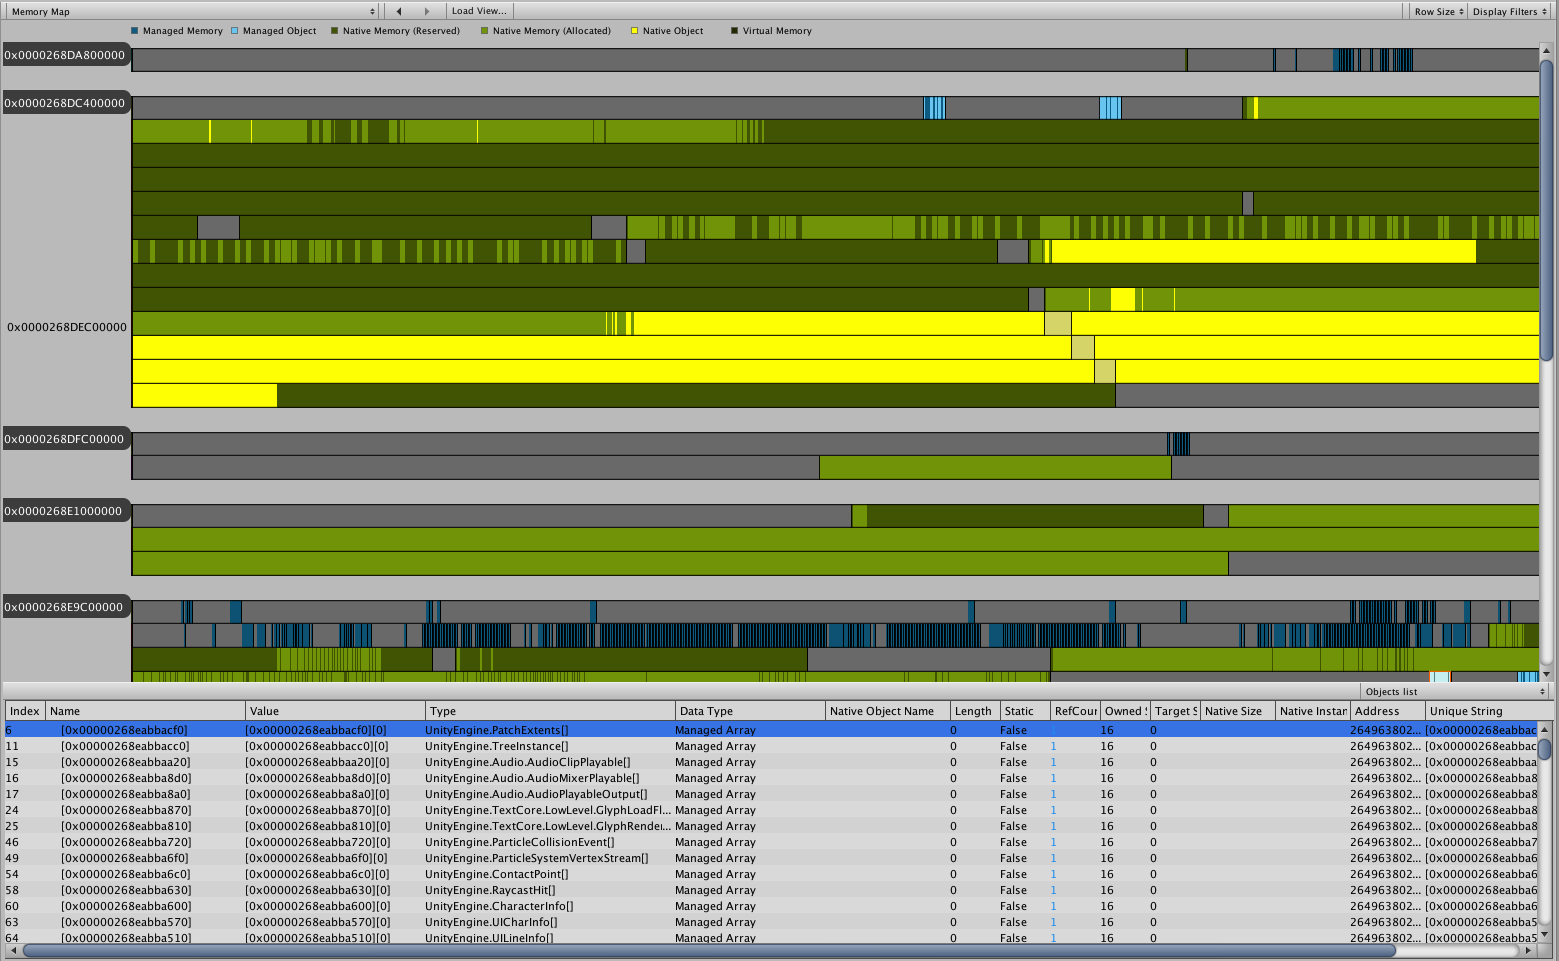 Memory Map Load View... Row Size Display Filters
Managed Memory Managed Object Native Memory (Reserved) Native Memory (Allocated) Native Object Virtual Memory
0x0000268DA800000
0x0000268DC400000
0x0000268DEC00000
0x0000268DFC00000
0x0000268E1000000
0x0000268E9C00000
Objects list
Index Name Value Type Data Type Native Object Name Length Static RefCour Owned Target S Native Size Native Instar Address Unique String
6 [0x00000268eabbacf0] [0x00000268eabbacf0][0] UnityEngine.PatchExtents[] Managed Array 0 False 16 0 264963802... [0x00000268eabbac
11 [0x00000268eabbacc0] [0x00000268eabbacc0][0] UnityEngine.TreeInstance[] Managed Array 0 False 1 16 0 264963802... [0x00000268eabbac
15 [0x00000268eabbaa20] [0x00000268eabbaa20][0] UnityEngine.Audio.AudioClipPlayable[] Managed Array 0 False 1 16 0 264963802... [0x00000268eabbaa
16 [0x00000268eabba8d0] [0x00000268eabba8d0][0] UnityEngine.Audio.AudioMixerPlayable[] Managed Array 0 False 1 16 0 264963802... [0x00000268eabba8
17 [0x00000268eabba8a0] [0x00000268eabba8a0][0] UnityEngine.Audio.AudioPlayableOutput[] Managed Array 0 False 1 16 0 264963802... [0x00000268eabba8
24 [0x00000268eabba870] [0x00000268eabba870][0] UnityEngine.TextCore.LowLevel.GlyphLoadFl... Managed Array 0 False 1 16 0 264963802... [0x00000268eabba8
25 [0x00000268eabba810] [0x00000268eabba810][0] UnityEngine.TextCore.LowLevel.GlyphRende... Managed Array 0 False 1 16 0 264963802... [0x00000268eabba8
46 [0x00000268eabba720] [0x00000268eabba720][0] UnityEngine.ParticleCollisionEvent[] Managed Array 0 False 1 16 0 264963802... [0x00000268eabba7
49 [0x00000268eabba6f0] [0x00000268eabba6f0][0] UnityEngine.ParticleSystemVertexStream[] Managed Array 0 False 1 16 0 264963802... [0x00000268eabba6
54 [0x00000268eabba6c0] [0x00000268eabba6c0][0] UnityEngine.ContactPoint[] Managed Array 0 False 1 16 0 264963802... [0x00000268eabba6
58 [0x00000268eabba630] [0x00000268eabba630][0] UnityEngine.RaycastHit[] Managed Array 0 False 1 16 0 264963802... [0x00000268eabba6
60 [0x00000268eabba600] [0x00000268eabba600][0] UnityEngine.CharacterInfo[] Managed Array 0 False 1 16 0 264963802... [0x00000268eabba6
63 [0x00000268eabba570] [0x00000268eabba570][0] UnityEngine.UICharInfo[] Managed Array 0 False 1 16 0 264963802... [0x00000268eabba5
64 [0x00000268eabba510] [0x00000268eabba510][0] UnityEngine.UILineInfo[] Managed Array 0 False 1 16 0 264963802... [0x00000268eabba5